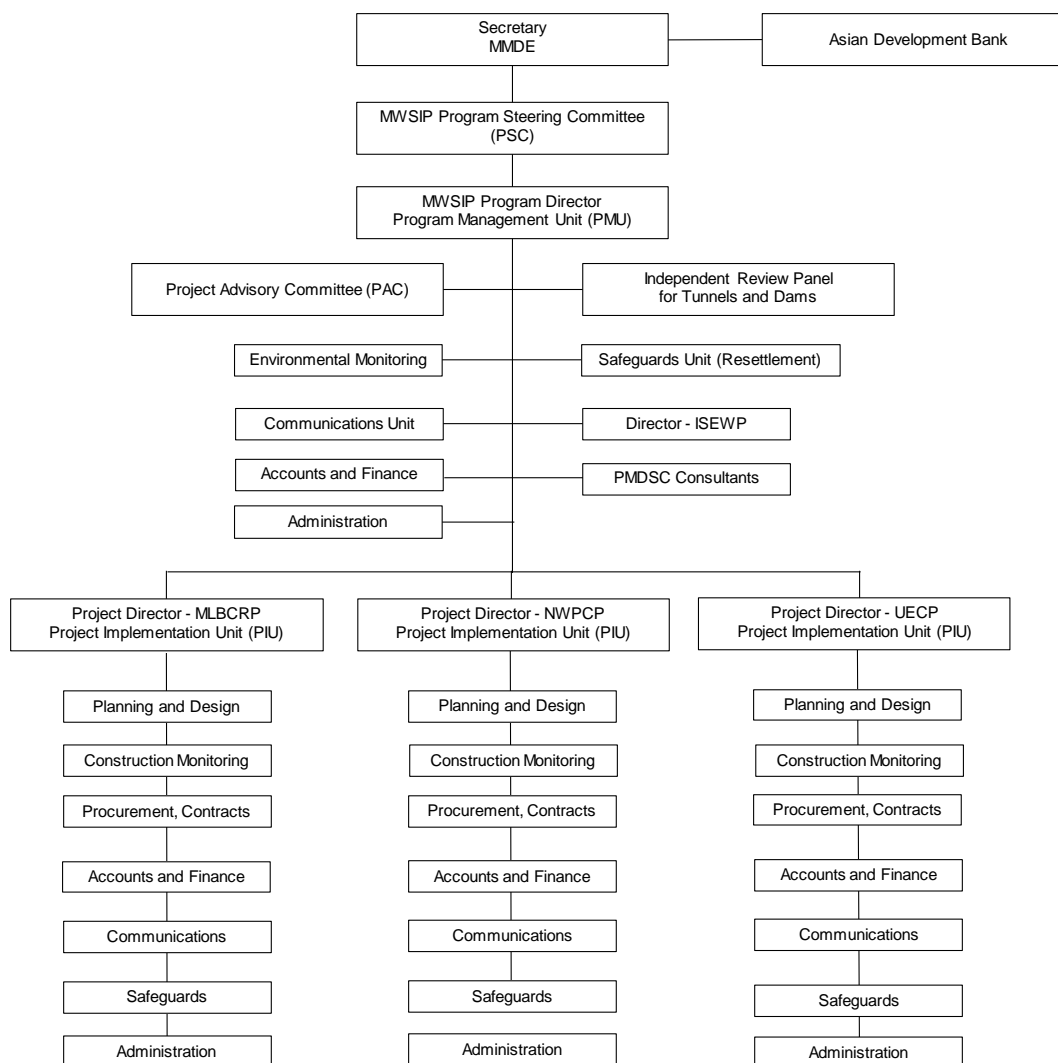 Secretary
MMDE
Asian Development Bank
MWSIP Program Steering Committee
(PSC)
MWSIP Program Director
Program Management Unit (PMU)
Project Advisory Committee (PAC)
Independent Review Panel
for Tunnels and Dams
Environmental Monitoring
Safeguards Unit (Resettlement)
Communications Unit
Director - ISEWP
Accounts and Finance
PMDSC Consultants
Administration
Project Director - MLBCRP
Project Implementation Unit (PIU)
Planning and Design
Construction Monitoring
Procurement, Contracts
Accounts and Finance
Communications
Safeguards
Administration
Project Director - NWPCP
Project Implementation Unit (PIU)
Planning and Design
Construction Monitoring
Procurement, Contracts
Accounts and Finance
Communications
Safeguards
Administration
Project Director - UECP
Project Implementation Unit (PIU)
Planning and Design
Construction Monitoring
Procurement, Contracts
Accounts and Finance
Communications
Safeguards
Administration